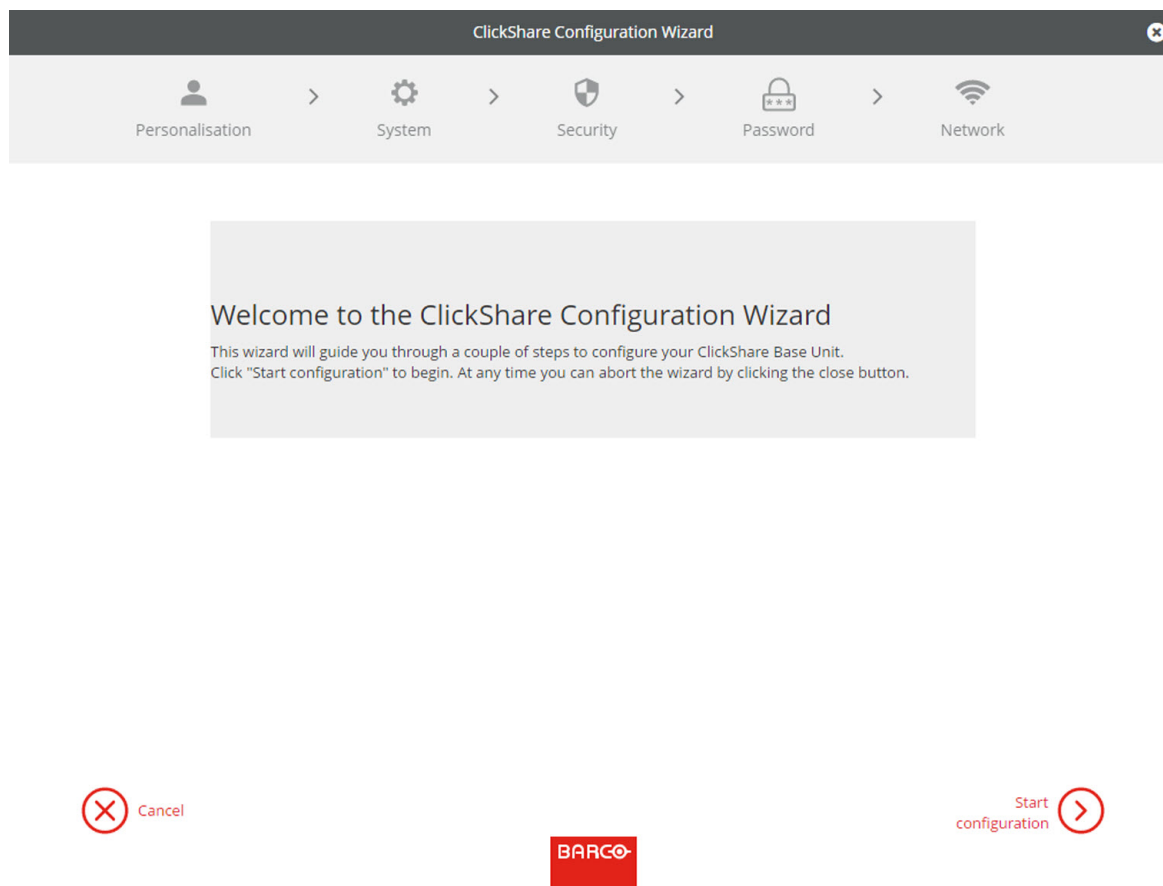 ClickShare Configuration Wizard
Personalisation
System
Security
***
Password
Network
Welcome to the ClickShare Configuration Wizard
This wizard will guide you through a couple of steps to configure your ClickShare Base Unit.
Click "Start configuration" to begin. At any time you can abort the wizard by clicking the close button.
Cancel
Start
configuration
BARCO